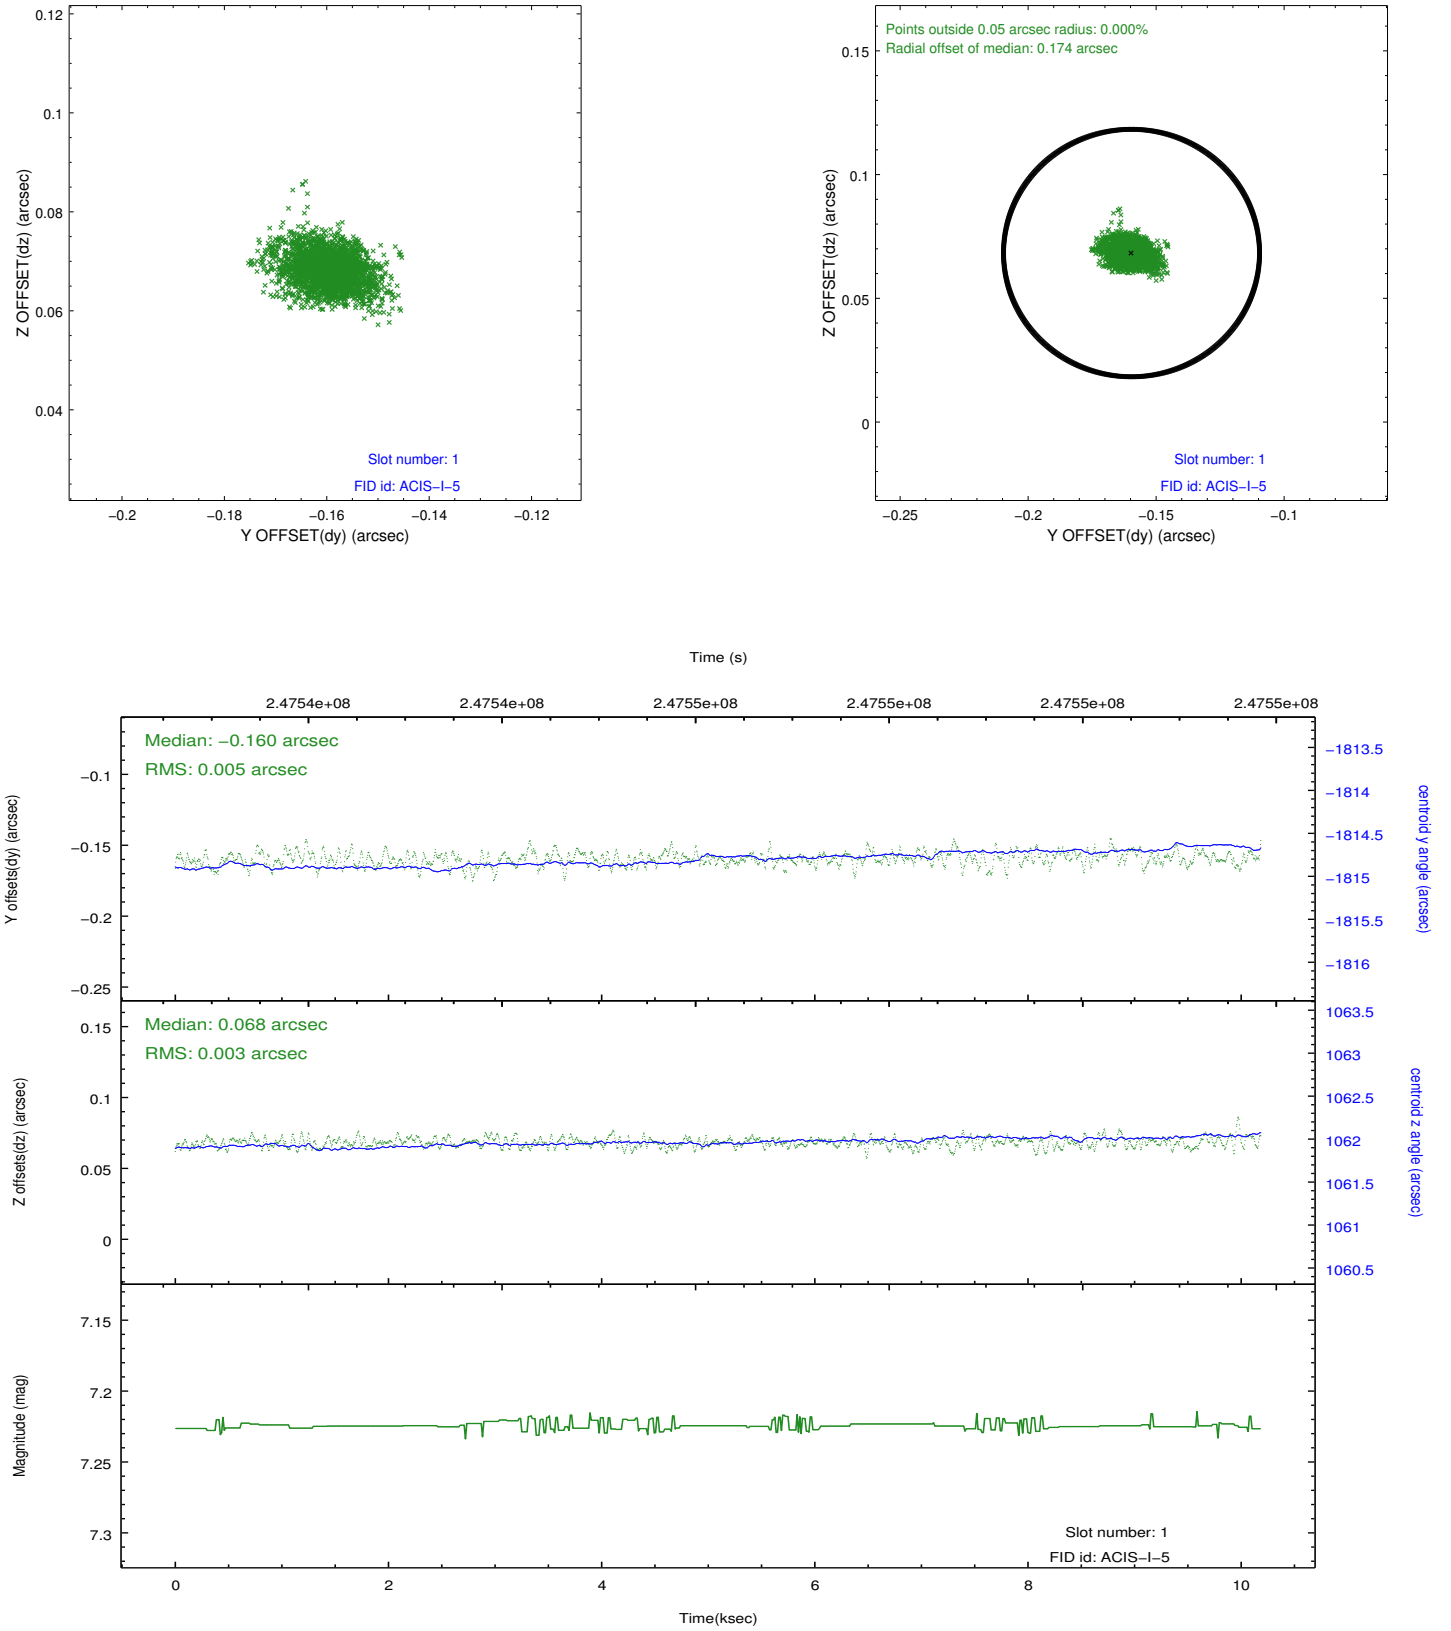 0.12
0.1
0.08
0.06
0.04
Z OFFSET(dz) (arcsec)
Slot number: 1
FID id: ACIS−I−5
−0.2
−0.18
−0.16
−0.14
−0.12
Y OFFSET(dy) (arcsec)
Points outside 0.05 arcsec radius: 0.000%
Radial offset of median: 0.174 arcsec
0.15
0.1
0.05
0
Z OFFSET(dz) (arcsec)
Slot number: 1
FID id: ACIS−I−5
−0.25
−0.2
−0.15
−0.1
Y OFFSET(dy) (arcsec)
Time (s)
2.4754e+08
2.4754e+08
2.4755e+08
2.4755e+08
2.4755e+08
2.4755e+08
Median: −0.160 arcsec
RMS: 0.005 arcsec
−0.1
−0.15
−0.2
−0.25
Y offsets(dy) (arcsec)
−1813.5
−1814
−1814.5
−1815
−1815.5
−1816
centroid y angle (arcsec)
Median: 0.068 arcsec
RMS: 0.003 arcsec
0.15
0.1
0.05
0
Z offsets(dz) (arcsec)
1063.5
1063
1062.5
1062
1061.5
1061
1060.5
centroid z angle (arcsec)
7.15
7.2
7.25
7.3
Magnitude (mag)
Slot number: 1
FID id: ACIS−I−5
0
2
4
6
8
10
Time(ksec)